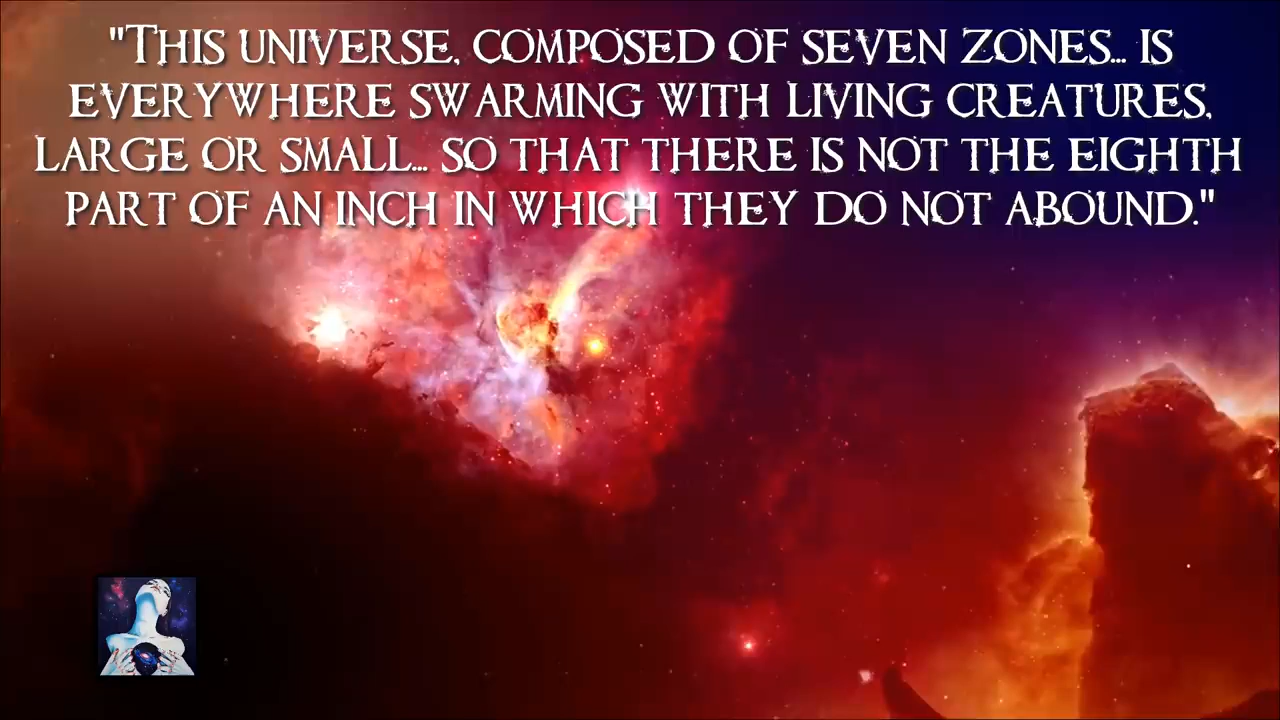 "This universe, composed of seven zones... is
everywhere swarming with living creatures,
large or small... so that there is not the eighth
part of an inch in which they do not abound."